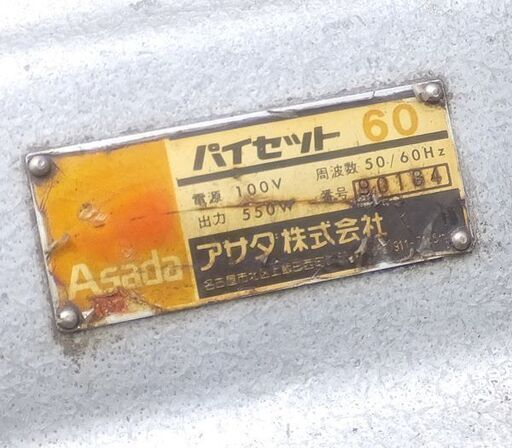 パイセット 60
電源 100V 周波数 50/60Hz
出力 550W 番号 90184
Asada アサダ株式会社
名古屋市北区上飯田西町